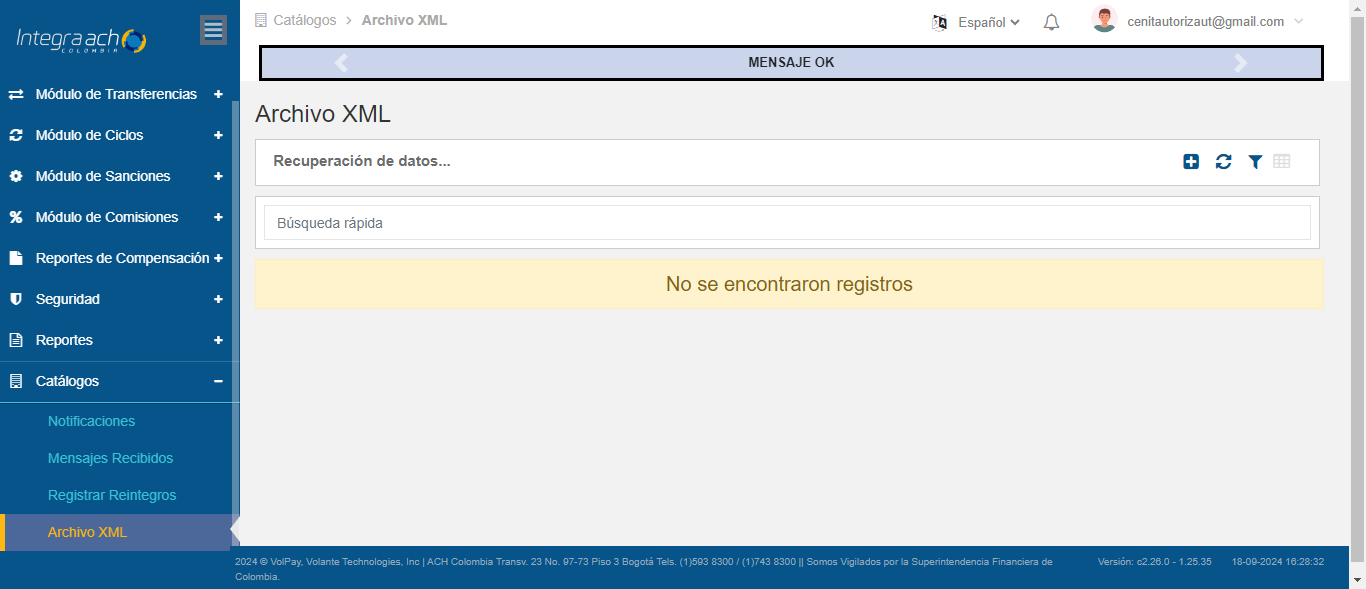 Integra ach
COLOMBIA
Catálogos > Archivo XML
Español
cenitautorizaut@gmail.com
MENSAJE OK
Módulo de Transferencias +
Módulo de Ciclos +
Módulo de Sanciones +
Módulo de Comisiones +
Reportes de Compensación +
Seguridad +
Reportes +
Catálogos −
Notificaciones
Mensajes Recibidos
Registrar Reintegros
Archivo XML
Archivo XML
Recuperación de datos...
Búsqueda rápida
No se encontraron registros
2024 © VolPay, Volante Technologies, Inc | ACH Colombia Transv. 23 No. 97-73 Piso 3 Bogotá Tels. (1)593 8300 / (1)743 8300 || Somos Vigilados por la Superintendencia Financiera de
Colombia.
Versión: c2.26.0 - 1.25.35 18-09-2024 16:28:32